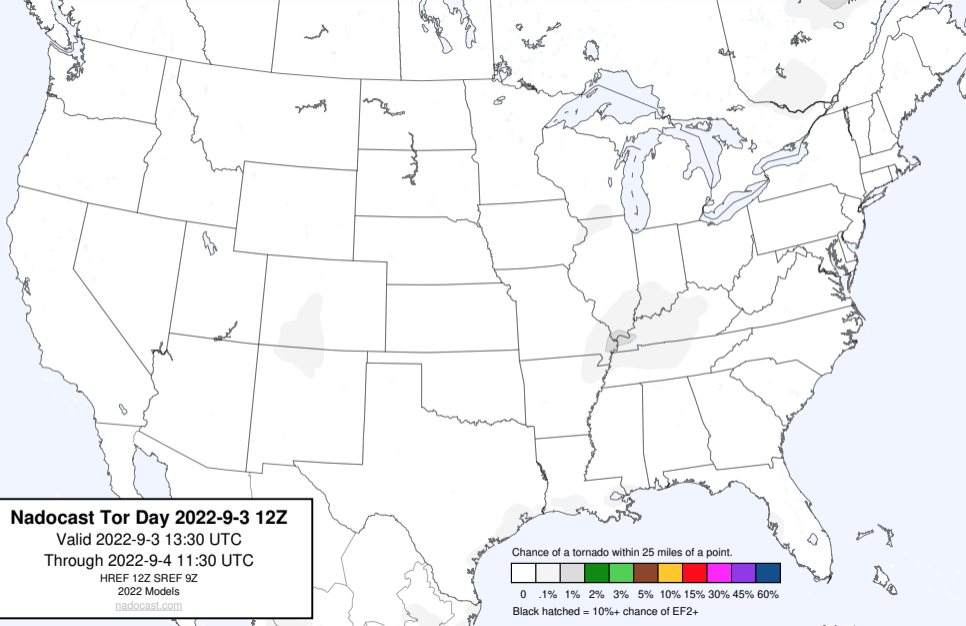 Nadocast Tor Day 2022-9-3 12Z
Valid 2022-9-3 13:30 UTC
Through 2022-9-4 11:30 UTC
HREF 12Z SREF 9Z
2022 Models
nadocast.com
Chance of a tornado within 25 miles of a point.
0 .1% 1% 2% 3% 5% 10% 15% 30% 45% 60%
Black hatched = 10%+ chance of EF2+